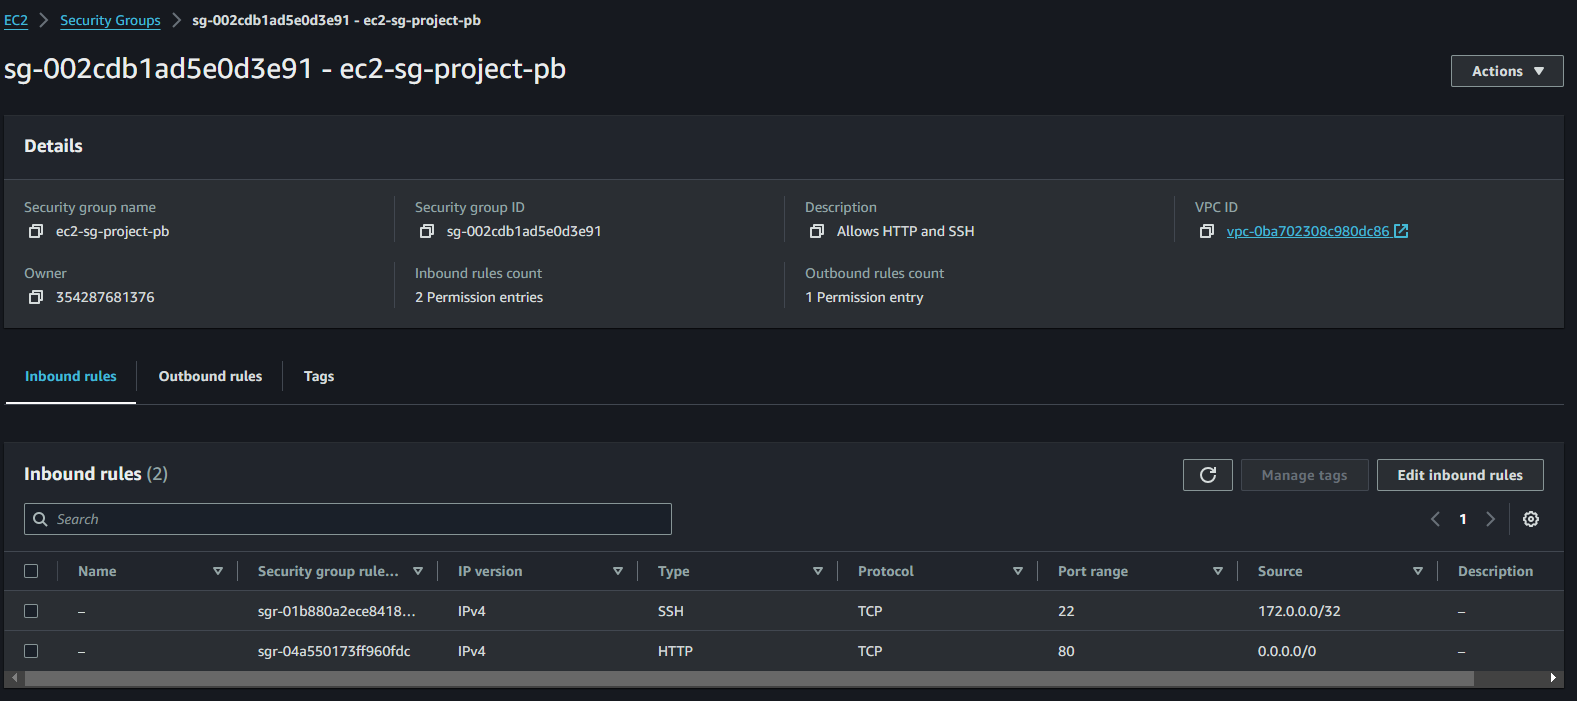 EC2 > Security Groups > sg-002cdb1ad5e0d3e91 - ec2-sg-project-pb
sg-002cdb1ad5e0d3e91 - ec2-sg-project-pb
Actions
Details
Security group name Security group ID Description VPC ID
ec2-sg-project-pb sg-002cdb1ad5e0d3e91 Allows HTTP and SSH vpc-0ba702308c980dc86
Owner Inbound rules count Outbound rules count
354287681376 2 Permission entries 1 Permission entry
Inbound rules Outbound rules Tags
Inbound rules (2)
Manage tags Edit inbound rules
Search
1
Name Security group rule... IP version Type Protocol Port range Source Description
– sgr-01b880a2ece8418... IPv4 SSH TCP 22 172.0.0.0/32 –
– sgr-04a550173ff960fdc IPv4 HTTP TCP 80 0.0.0.0/0 –